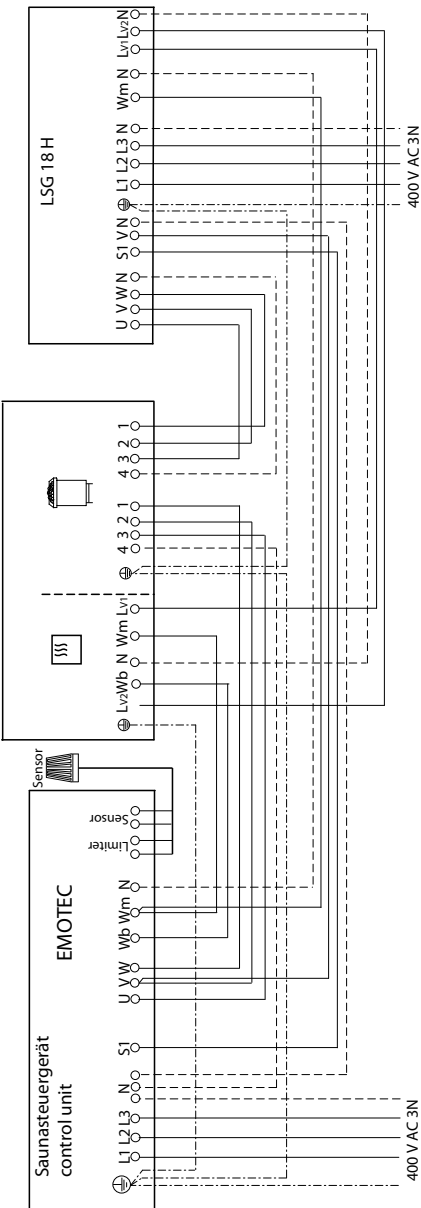 Saunasteuergerät
control unit
EMOTEC
L1 L2 L3 N S1 U V W Wb Wm N
Limiter
Sensor
Sensor
Lv2 Wb N Wm Lv1
4 3 2 1
4 3 2 1
LSG 18 H
U V W N S1 V N L1 L2 L3 N Wm N Lv1 Lv2 N
400 V AC 3N
400 V AC 3N